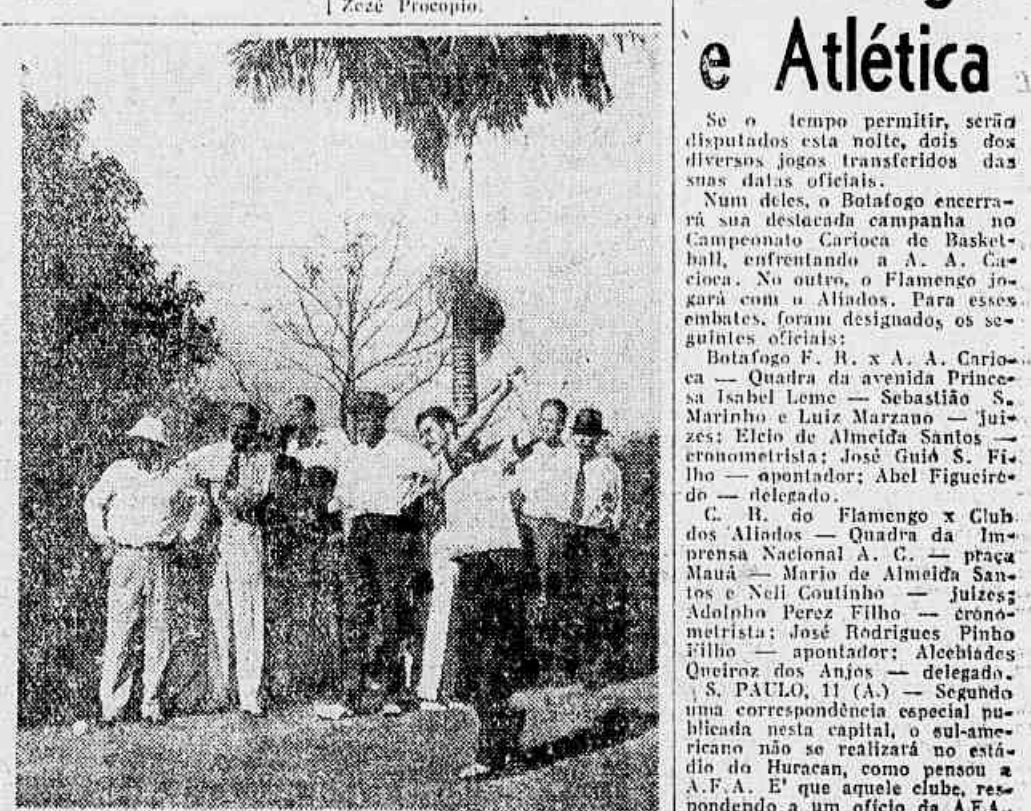 Zezé Procopio.
e Atlética
Se o tempo permitir, serão
disputados esta noite, dois dos
diversos jogos transferidos das
suas datas oficiais.
Num deles, o Botafogo encerra-
rá sua destacada campanha no
Campeonato Carioca de Basket-
ball, enfrentando a A. A. Ca-
rioca. No outro, o Flamengo jo-
gará com o Aliados. Para esses
embates, foram designados os se-
guintes oficiais:
Botafogo F. R. x A. A. Cario-
ca — Quadra da avenida Prince-
sa Isabel Leme — Sebastião S.
Marinho e Luiz Marzano — jui-
zes; Elcio de Almeida Santos —
cronometrista; José Guió S. Fi-
lho — apontador; Abel Figueire-
do — delegado.
C. R. do Flamengo x Club
dos Aliados — Quadra da Im-
prensa Nacional A. C. — praça
Mauá — Mario de Almeida San-
tos e Neli Coutinho — juizes;
Adolpho Perez Filho — crono-
metrista; José Rodrigues Pinho
Filho — apontador; Alcebiades
Queiroz dos Anjos — delegado.
S. PAULO, 11 (A.) — Segundo
uma correspondência especial pu-
blicada nesta capital, o sul-ame-
ricano não se realizará no está-
dio do Huracan, como pensou a
A.F.A. E' que aquele clube, res-
pondendo a um oficio da